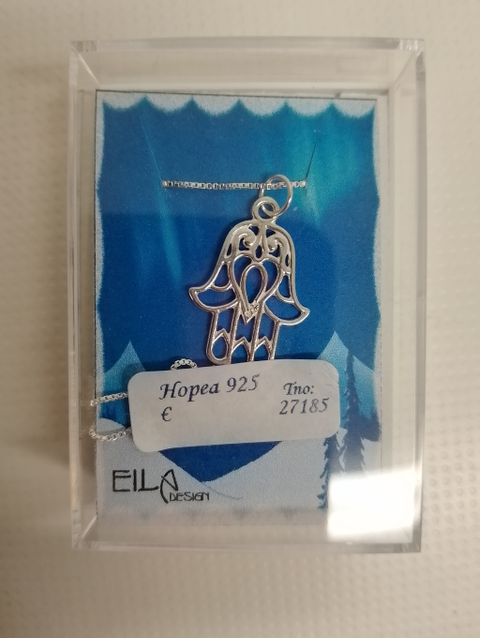 Hopea 925 Tno:
€ 27185
EILA
DESIGN